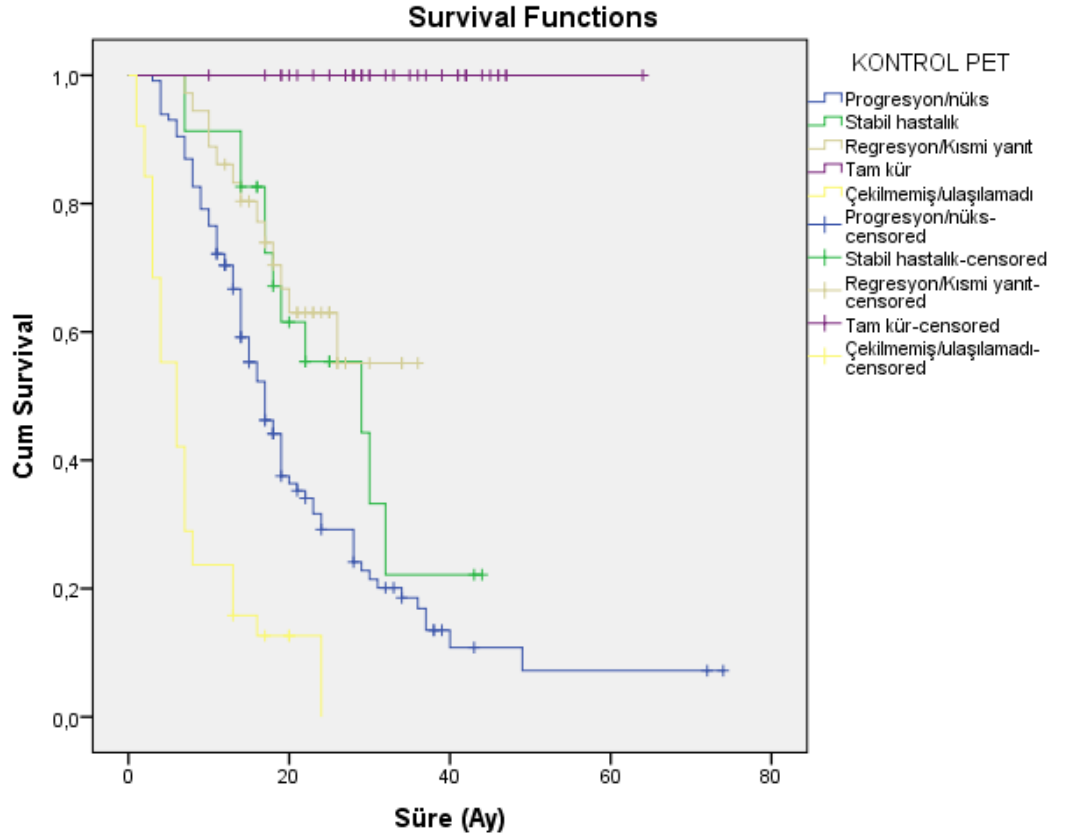 Survival Functions
1,0
0,8
0,6
0,4
0,2
0,0
Cum Survival
0
20
40
60
80
Süre (Ay)
KONTROL PET
Progresyon/nüks
Stabil hastalık
Regresyon/Kısmi yanıt
Tam kür
Çekilmemiş/ulaşılamadı
Progresyon/nüks-
censored
Stabil hastalık-censored
Regresyon/Kısmi yanıt-
censored
Tam kür-censored
Çekilmemiş/ulaşılamadı-
censored